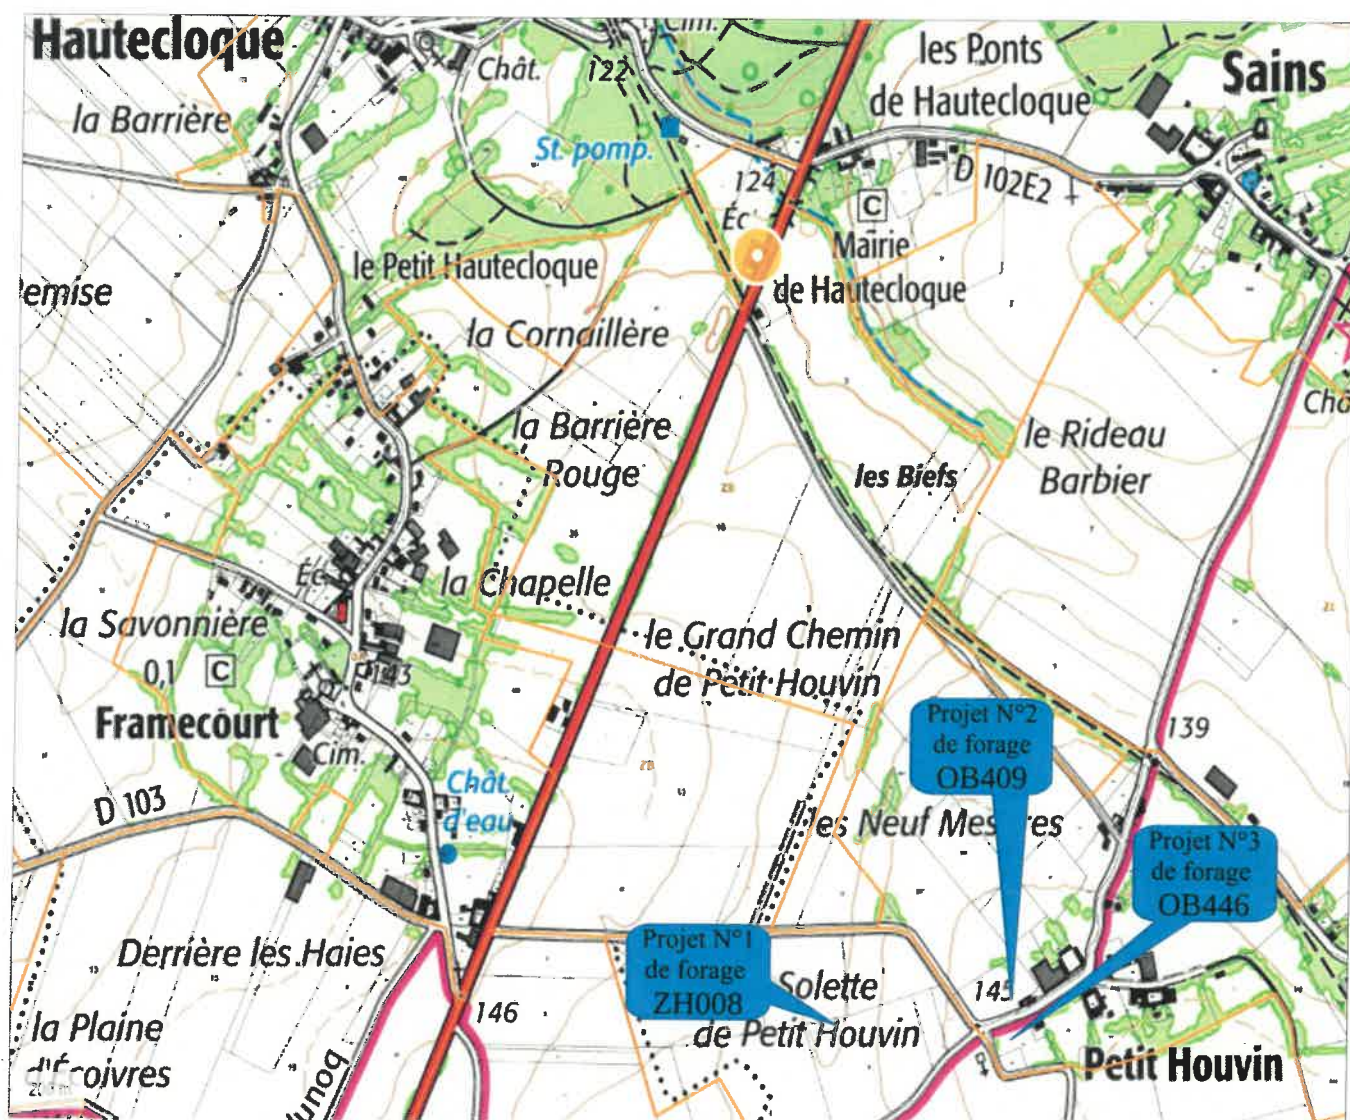 Hautecloque
Cim.
les Ponts
de Hautecloque
Sains
Chât.
122
la Barrière
St. pomp.
D 102E2
124
C
Éc
Mairie
de Hautecloque
le Petit Hautecloque
emise
la Cornaillère
la Barrière
Rouge
le Rideau
Barbier
les Biefs
Éc.
la Chapelle
la Savonnière
0,1
C
le Grand Chemin
de Petit Houvin
143
Framecourt
Cim.
Projet N°2
de forage
OB409
139
D 103
Chât.
d'eau
les Neuf Mes res
Projet N°3
de forage
OB446
Derrière les Haies
Projet N°1
de forage
ZH008
Solette
de Petit Houvin
145
146
la Plaine
d'Écoivres
Petit Houvin